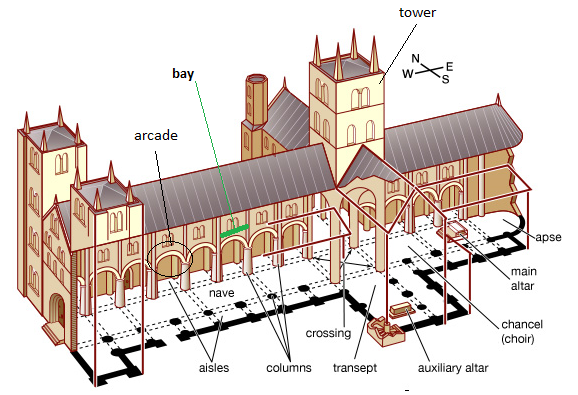 tower
N
W E
S
bay
arcade
apse
main
altar
nave
crossing
chancel
(choir)
aisles
columns
transept
auxiliary altar